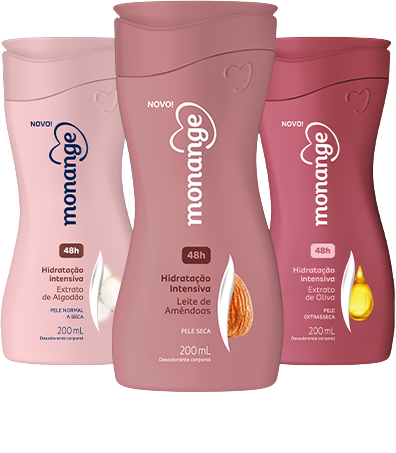 NOVO!
monange
48h
Hidratação
intensiva
Extrato
de Algodão
PELE NORMAL
A SECA
200 mL
Desodorante corporal
NOVO!
monange
48h
Hidratação
Intensiva
Leite de
Amêndoas
PELE SECA
200 mL
Desodorante corporal
NOVO!
monange
48h
Hidratação
intensiva
Extrato
de Oliva
PELE
EXTRASSECA
200 mL
Desodorante corporal